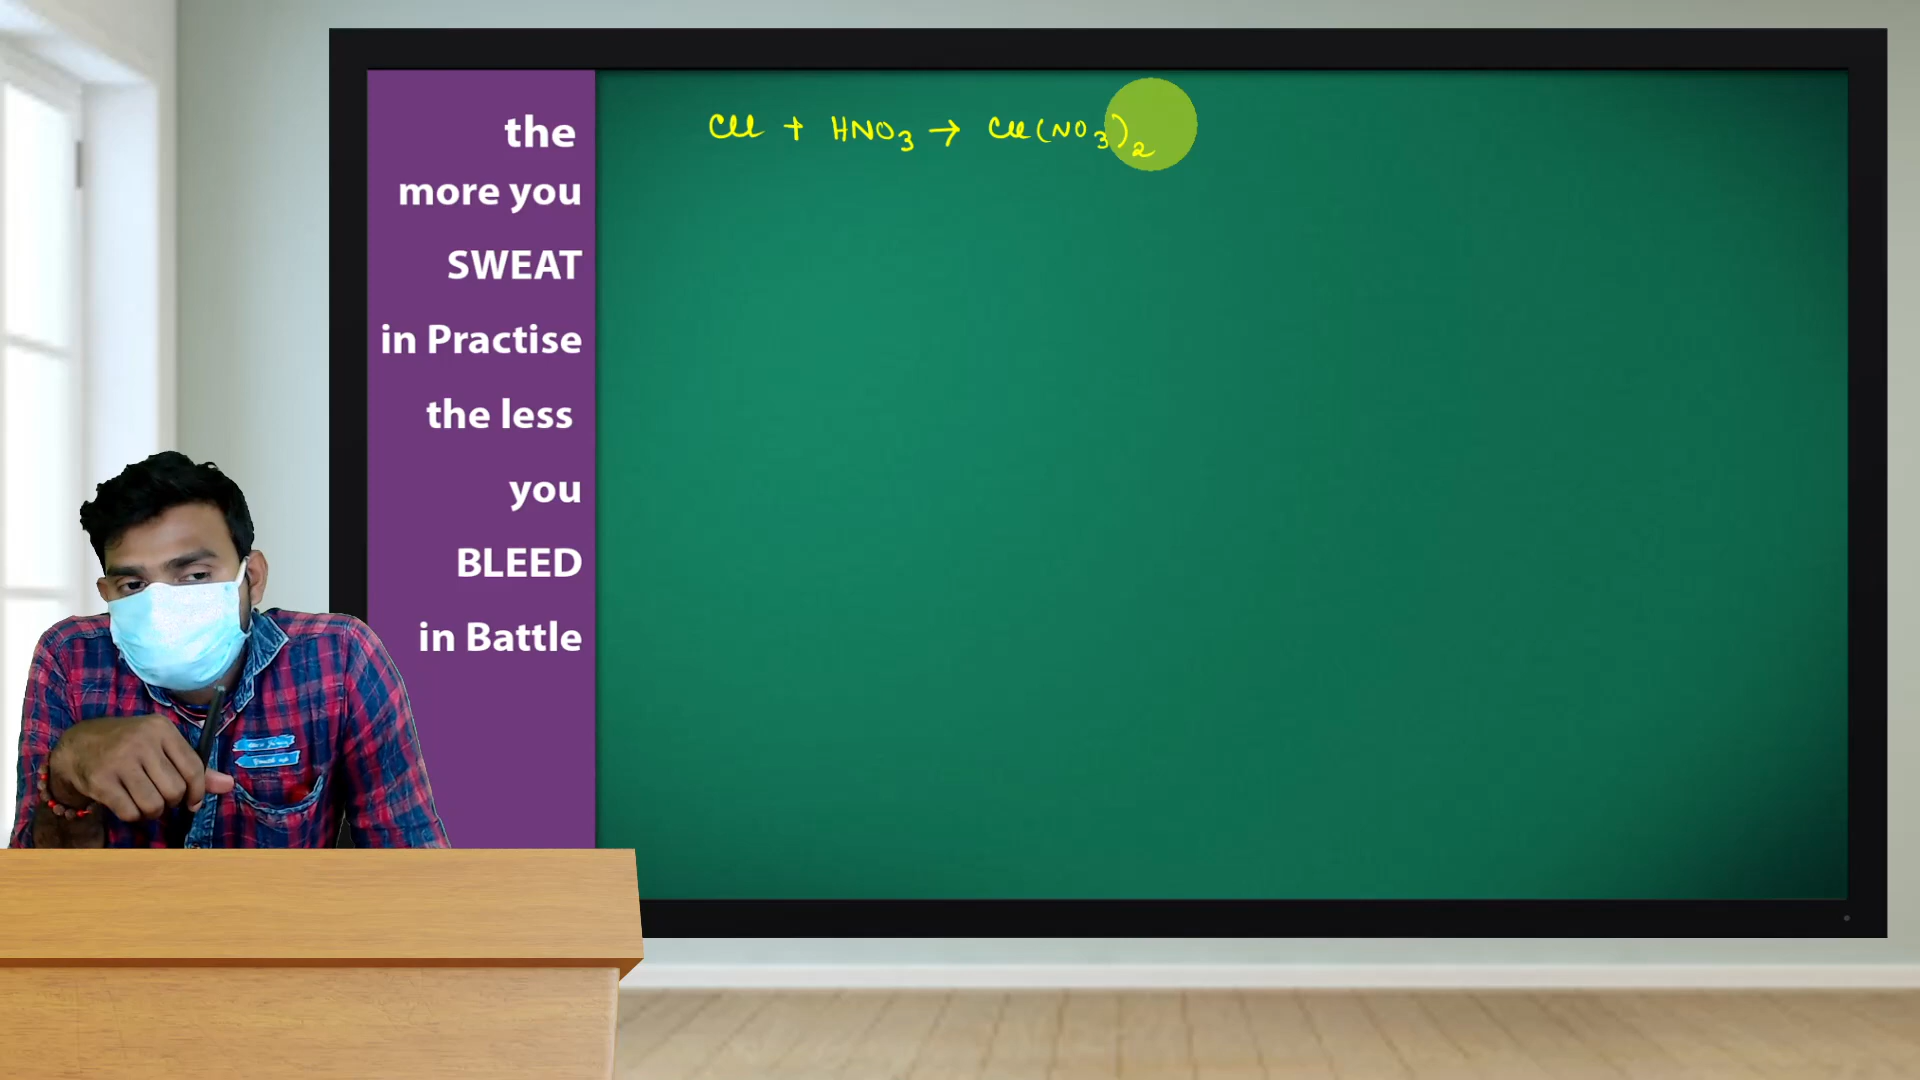 the
more you
SWEAT
in Practise
the less
you
BLEED
in Battle
Cu + HNO3 → Cu(NO3)2